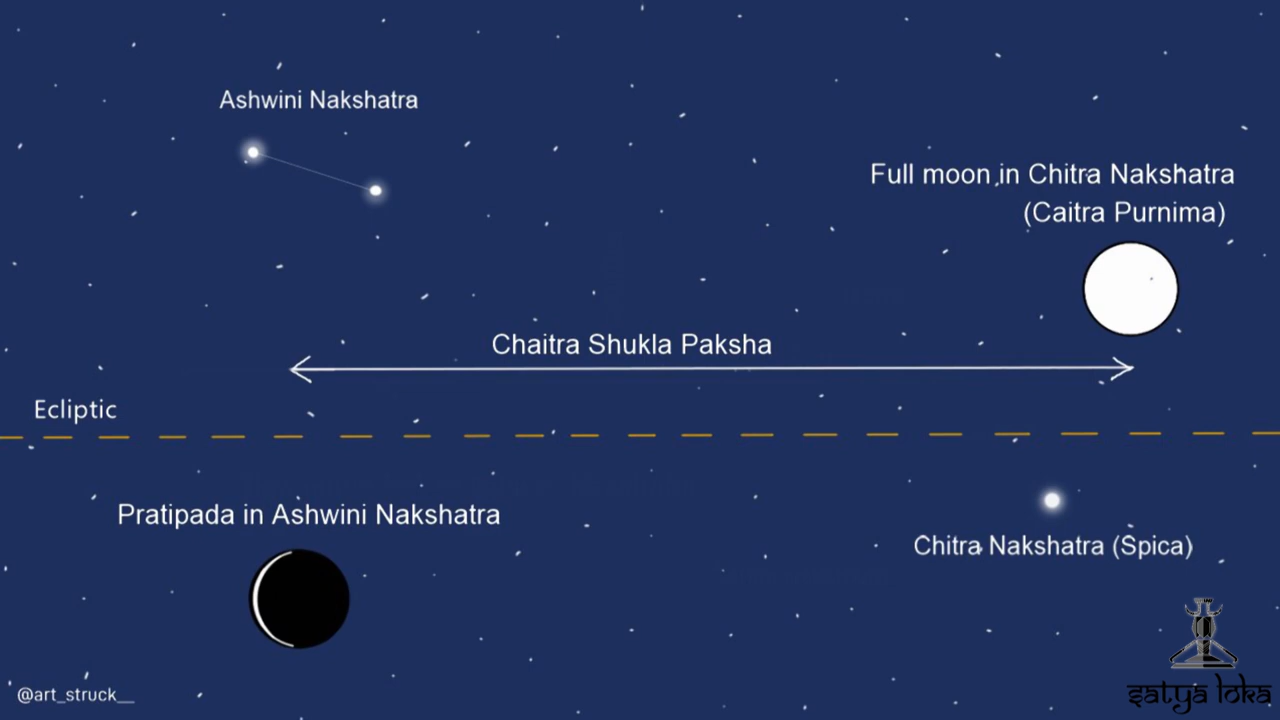 Ashwini Nakshatra
Full moon in Chitra Nakshatra
(Caitra Purnima)
Chaitra Shukla Paksha
Ecliptic
Pratipada in Ashwini Nakshatra
Chitra Nakshatra (Spica)
@art_struck__
satya loka